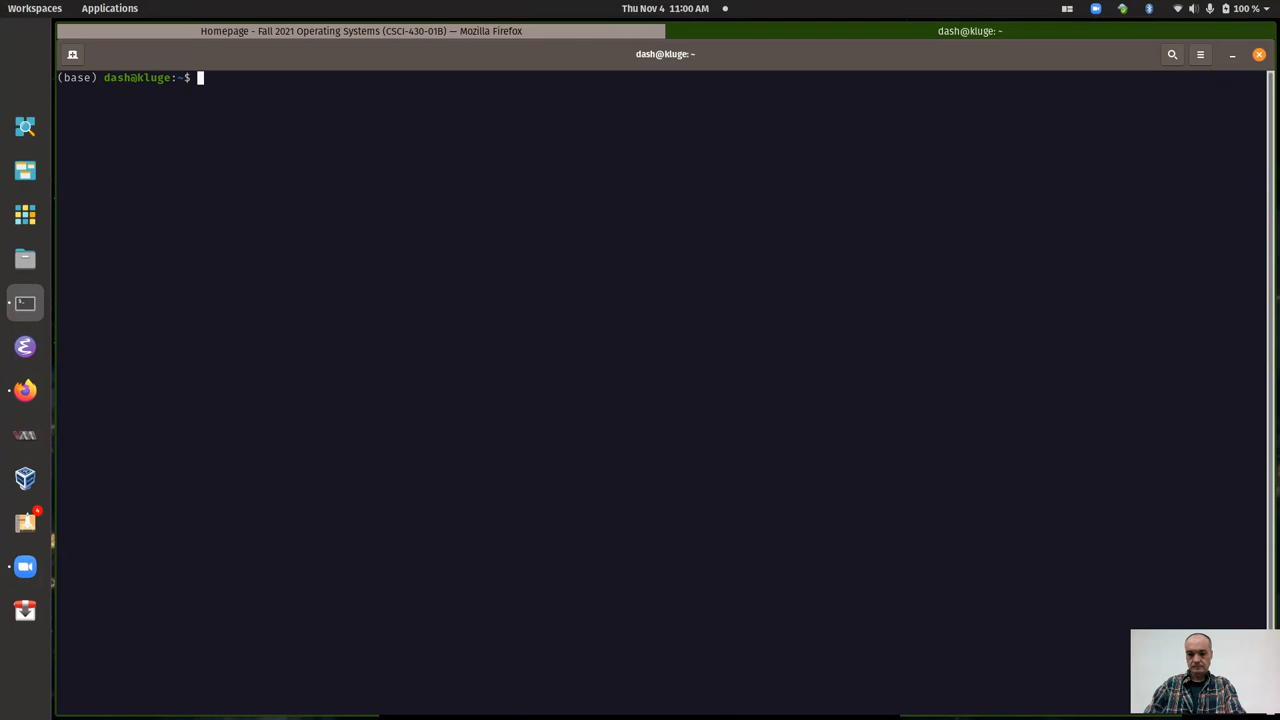 Workspaces Applications Thu Nov 4 11:00 AM 100 %
Homepage - Fall 2021 Operating Systems (CSCI-430-01B) — Mozilla Firefox dash@kluge: ~
dash@kluge: ~
(base) dash@kluge:~$
4